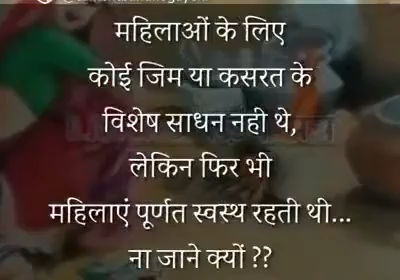 महिलाओं के लिए
कोई जिम या कसरत के
विशेष साधन नही थे,
लेकिन फिर भी
महिलाएं पूर्णत स्वस्थ रहती थी...
ना जाने क्यों ??